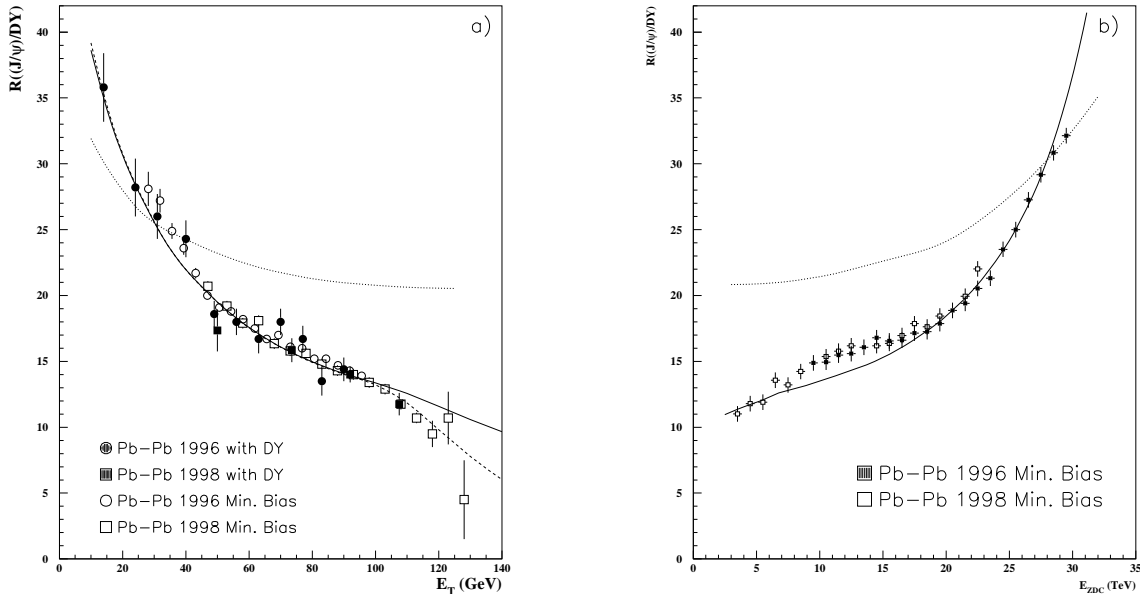 R((J/ψ)/DY)
a)
40
35
30
25
20
15
10
5
0
Pb-Pb 1996 with DY
Pb-Pb 1998 with DY
Pb-Pb 1996 Min. Bias
Pb-Pb 1998 Min. Bias
0 20 40 60 80 100 120 140
E_T (GeV)
R((J/ψ)/DY)
b)
40
35
30
25
20
15
10
5
0
Pb-Pb 1996 Min. Bias
Pb-Pb 1998 Min. Bias
0 5 10 15 20 25 30 35
E_ZDC (TeV)